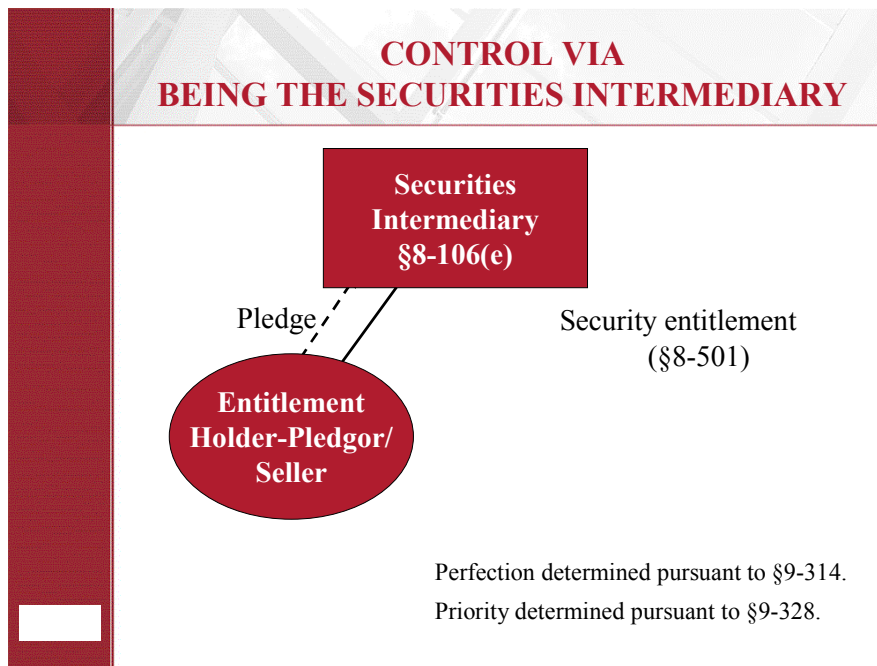 CONTROL VIA
BEING THE SECURITIES INTERMEDIARY
Securities
Intermediary
§8-106(e)
Pledge
Security entitlement
(§8-501)
Entitlement
Holder-Pledgor/
Seller
Perfection determined pursuant to §9-314.
Priority determined pursuant to §9-328.